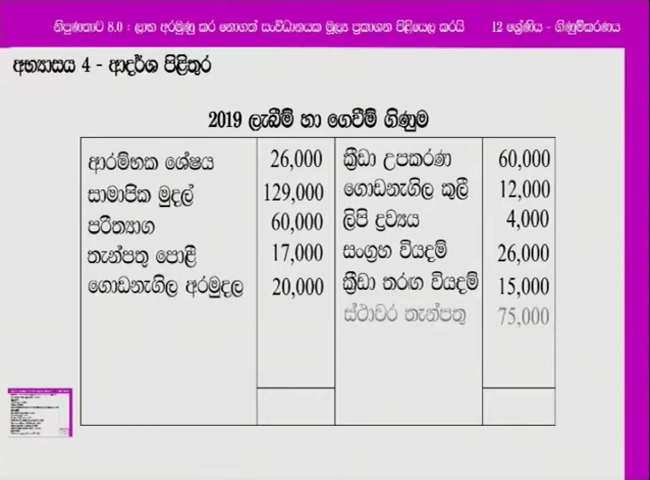 නිපුණතාව 8.0 : ලාභ අරමුණු කර නොගත් සංවිධානයක මූල්‍ය ප්‍රකාශන පිළියෙල කරයි 12 ශ්‍රේණිය - ගිණුම්කරණය
අභ්‍යාසය 4 - ආදර්ශ පිළිතුර
2019 ලැබීම් හා ගෙවීම් ගිණුම
ආරම්භක ශේෂය 26,000 ක්‍රීඩා උපකරණ 60,000
සාමාජික මුදල් 129,000 ගොඩනැගිල කුලී 12,000
පරිත්‍යාග 60,000 ලිපි ද්‍රව්‍යය 4,000
තැන්පතු පොළී 17,000 සංග්‍රහ වියදම් 26,000
ගොඩනැගිල අරමුදල 20,000 ක්‍රීඩා තරඟ වියදම් 15,000
ස්ථාවර තැන්පතු 75,000